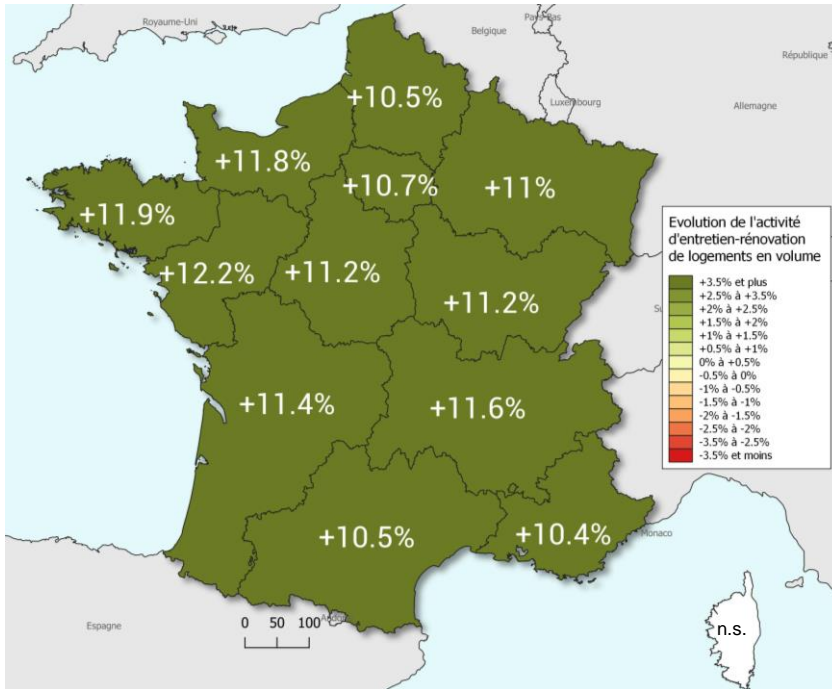 Royaume-Uni
Pays-Bas
Belgique
République
+10.5%
Luxembourg
Allemagne
+11.8%
+10.7%
+11%
+11.9%
Evolution de l'activité
d'entretien-rénovation
de logements en volume
+3.5% et plus
+2.5% à +3.5%
+2% à +2.5%
+1.5% à +2%
+1% à +1.5%
+0.5% à +1%
0% à +0.5%
-0.5% à 0%
-1% à -0.5%
-1.5% à -1%
-2% à -1.5%
-2.5% à -2%
-3.5% à -2.5%
-3.5% et moins
+12.2%
+11.2%
+11.2%
+11.4%
+11.6%
+10.5%
+10.4%
Monaco
Espagne
0 50 100
n.s.